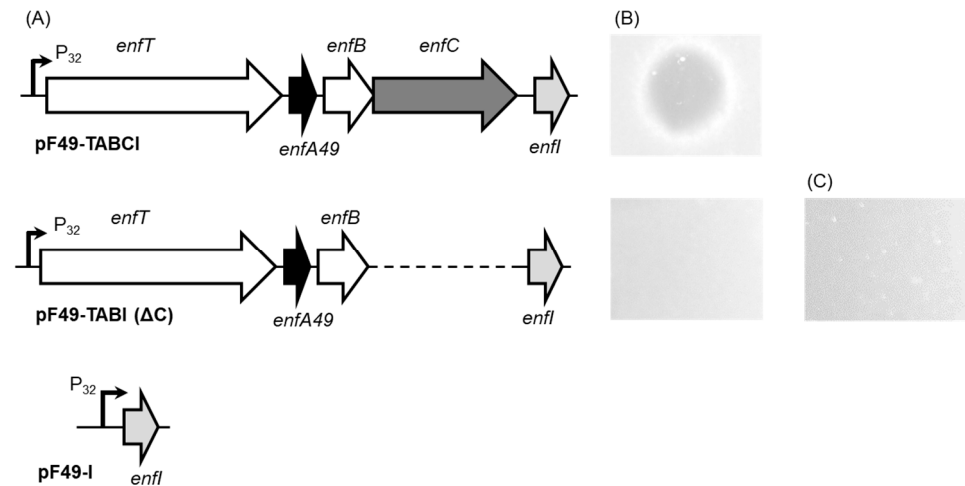 (A)
(B)
P32
enfT
enfB
enfC
pF49-TABCI
enfA49
enfI
(C)
P32
enfT
enfB
pF49-TABI (ΔC)
enfA49
enfI
P32
pF49-I
enfI